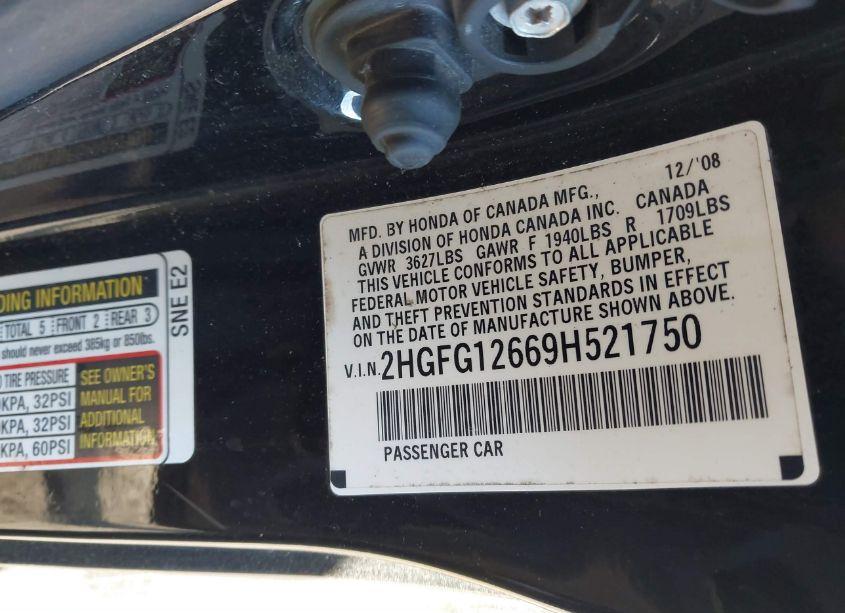 DING INFORMATION
TOTAL 5 FRONT 2 REAR 3
should never exceed 385kg or 850lbs.
TIRE PRESSURE
KPA, 32PSI
KPA, 32PSI
KPA, 60PSI
SEE OWNER'S
MANUAL FOR
ADDITIONAL
INFORMATION
SNE E2
12/'08
MFD. BY HONDA OF CANADA MFG.,
A DIVISION OF HONDA CANADA INC. CANADA
GVWR 3627LBS GAWR F 1940LBS R 1709LBS
THIS VEHICLE CONFORMS TO ALL APPLICABLE
FEDERAL MOTOR VEHICLE SAFETY, BUMPER,
AND THEFT PREVENTION STANDARDS IN EFFECT
ON THE DATE OF MANUFACTURE SHOWN ABOVE.
V.I.N. 2HGFG12669H521750
PASSENGER CAR